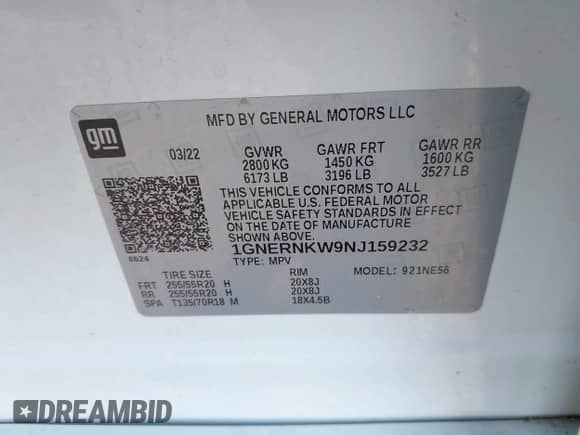 gm
MFD BY GENERAL MOTORS LLC
03/22 GVWR GAWR FRT GAWR RR
2800 KG 1450 KG 1600 KG
6173 LB 3196 LB 3527 LB
THIS VEHICLE CONFORMS TO ALL
APPLICABLE U.S. FEDERAL MOTOR
VEHICLE SAFETY STANDARDS IN EFFECT
ON THE DATE OF MANUFACTURE
SHOWN ABOVE.
1GNERNKW9NJ159232
6624 TYPE: MPV
TIRE SIZE RIM MODEL: 921NE56
FRT 255/55R20 H 20X8J
RR 255/55R20 H 20X8J
SPA T135/70R18 M 18X4.5B
DREAMBID